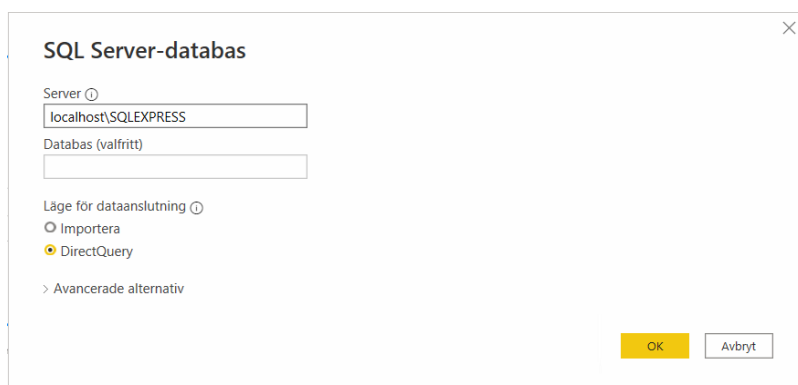 SQL Server-databas
Server
localhost\SQLEXPRESS
Databas (valfritt)
Läge för dataanslutning
Importera
DirectQuery
Avancerade alternativ
OK Avbryt